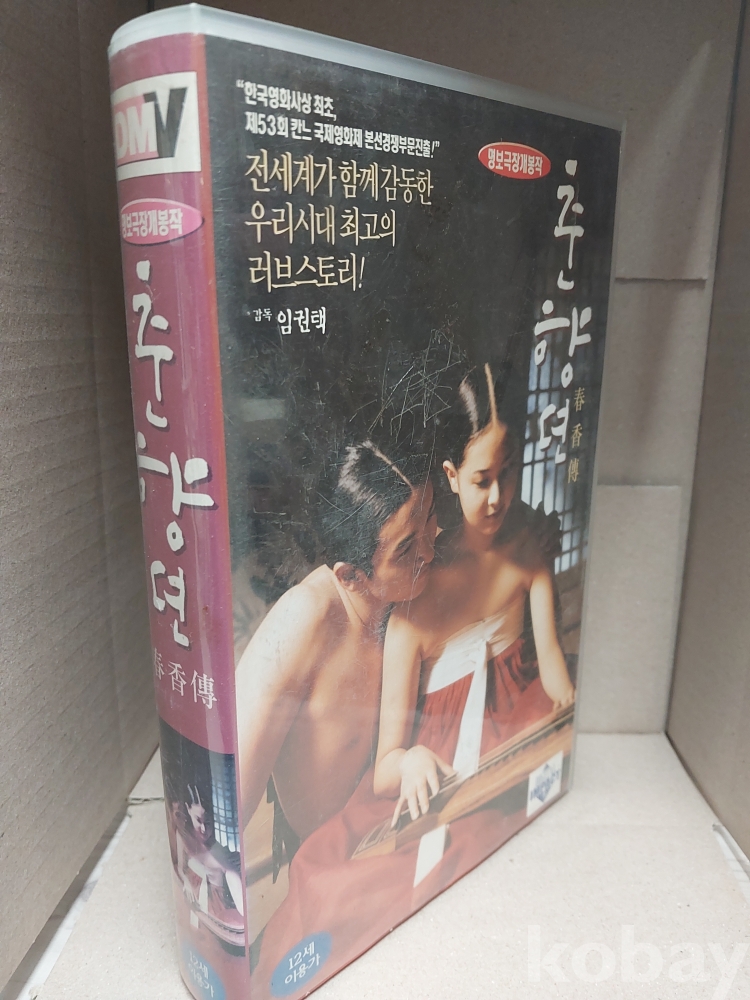 DMV
명보극장개봉작
춘향뎐
春香傳
12세
이용가
"한국영화사상 최초,
제53회 칸느 국제영화제 본선경쟁부문진출!"
전세계가 함께 감동한
우리시대 최고의
러브스토리!
감독 임권택
명보극장개봉작
춘향뎐
春香傳
12세
이용가
kobay